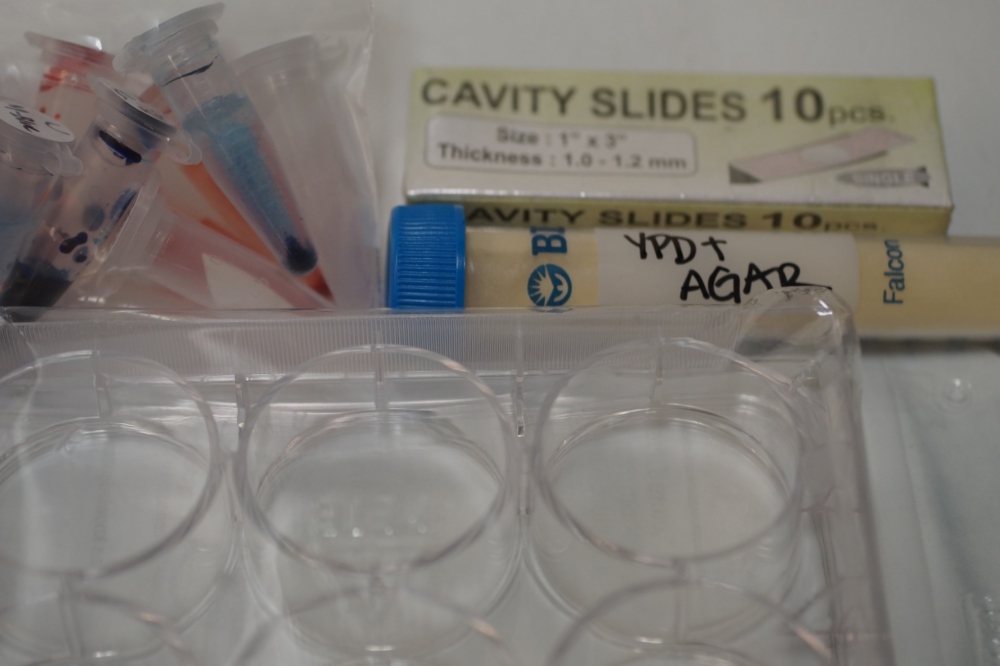 CAVITY SLIDES 10pcs.
Size : 1" x 3"
Thickness : 1.0 - 1.2 mm
SINGLE
CAVITY SLIDES 10pcs.
YPD+
AGAR
Falcon